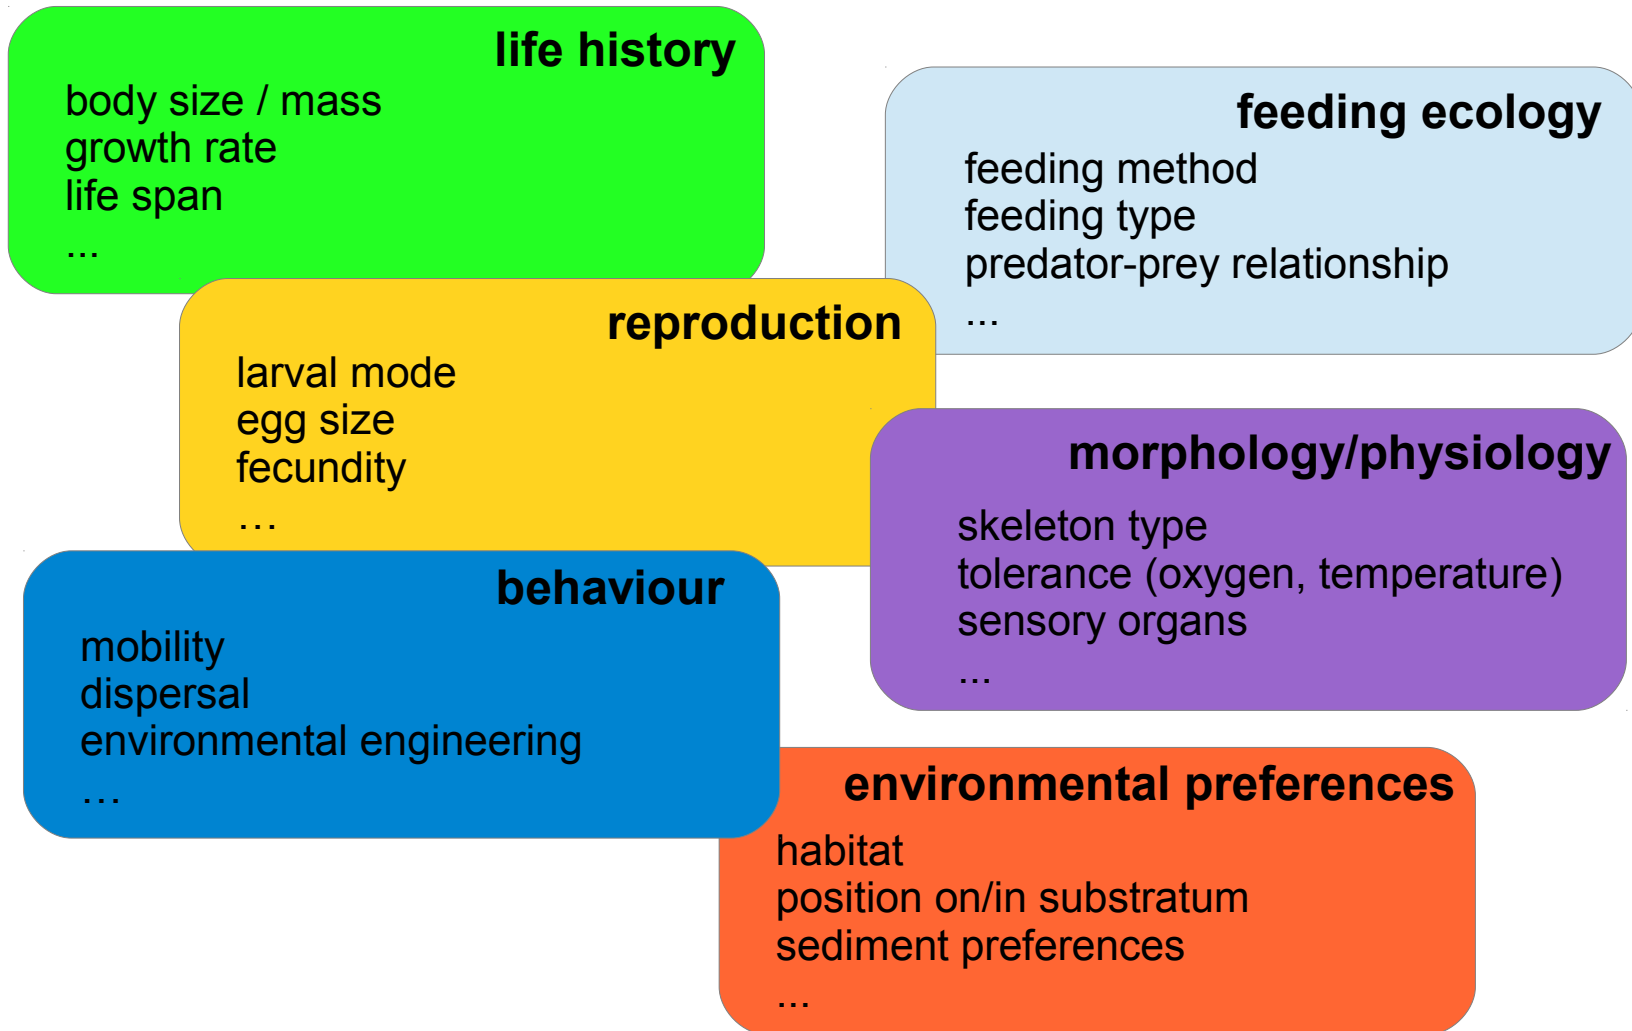 life history
body size / mass
growth rate
life span
...
feeding ecology
feeding method
feeding type
predator-prey relationship
...
reproduction
larval mode
egg size
fecundity
…
morphology/physiology
skeleton type
tolerance (oxygen, temperature)
sensory organs
...
behaviour
mobility
dispersal
environmental engineering
…
environmental preferences
habitat
position on/in substratum
sediment preferences
...